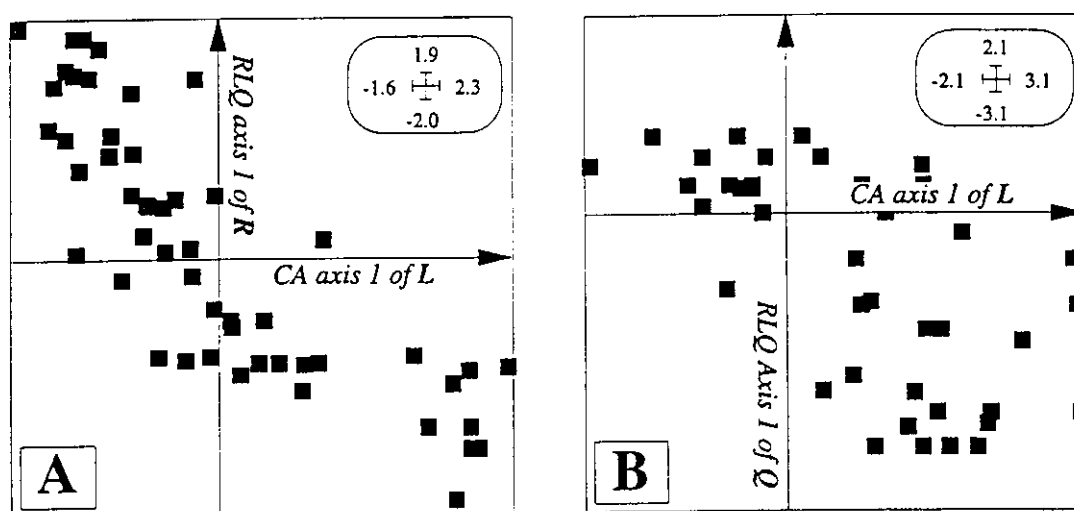 1.9
-1.6 2.3
-2.0
RLQ axis 1 of R
CA axis 1 of L
A
2.1
-2.1 3.1
-3.1
CA axis 1 of L
RLQ Axis 1 of Q
B